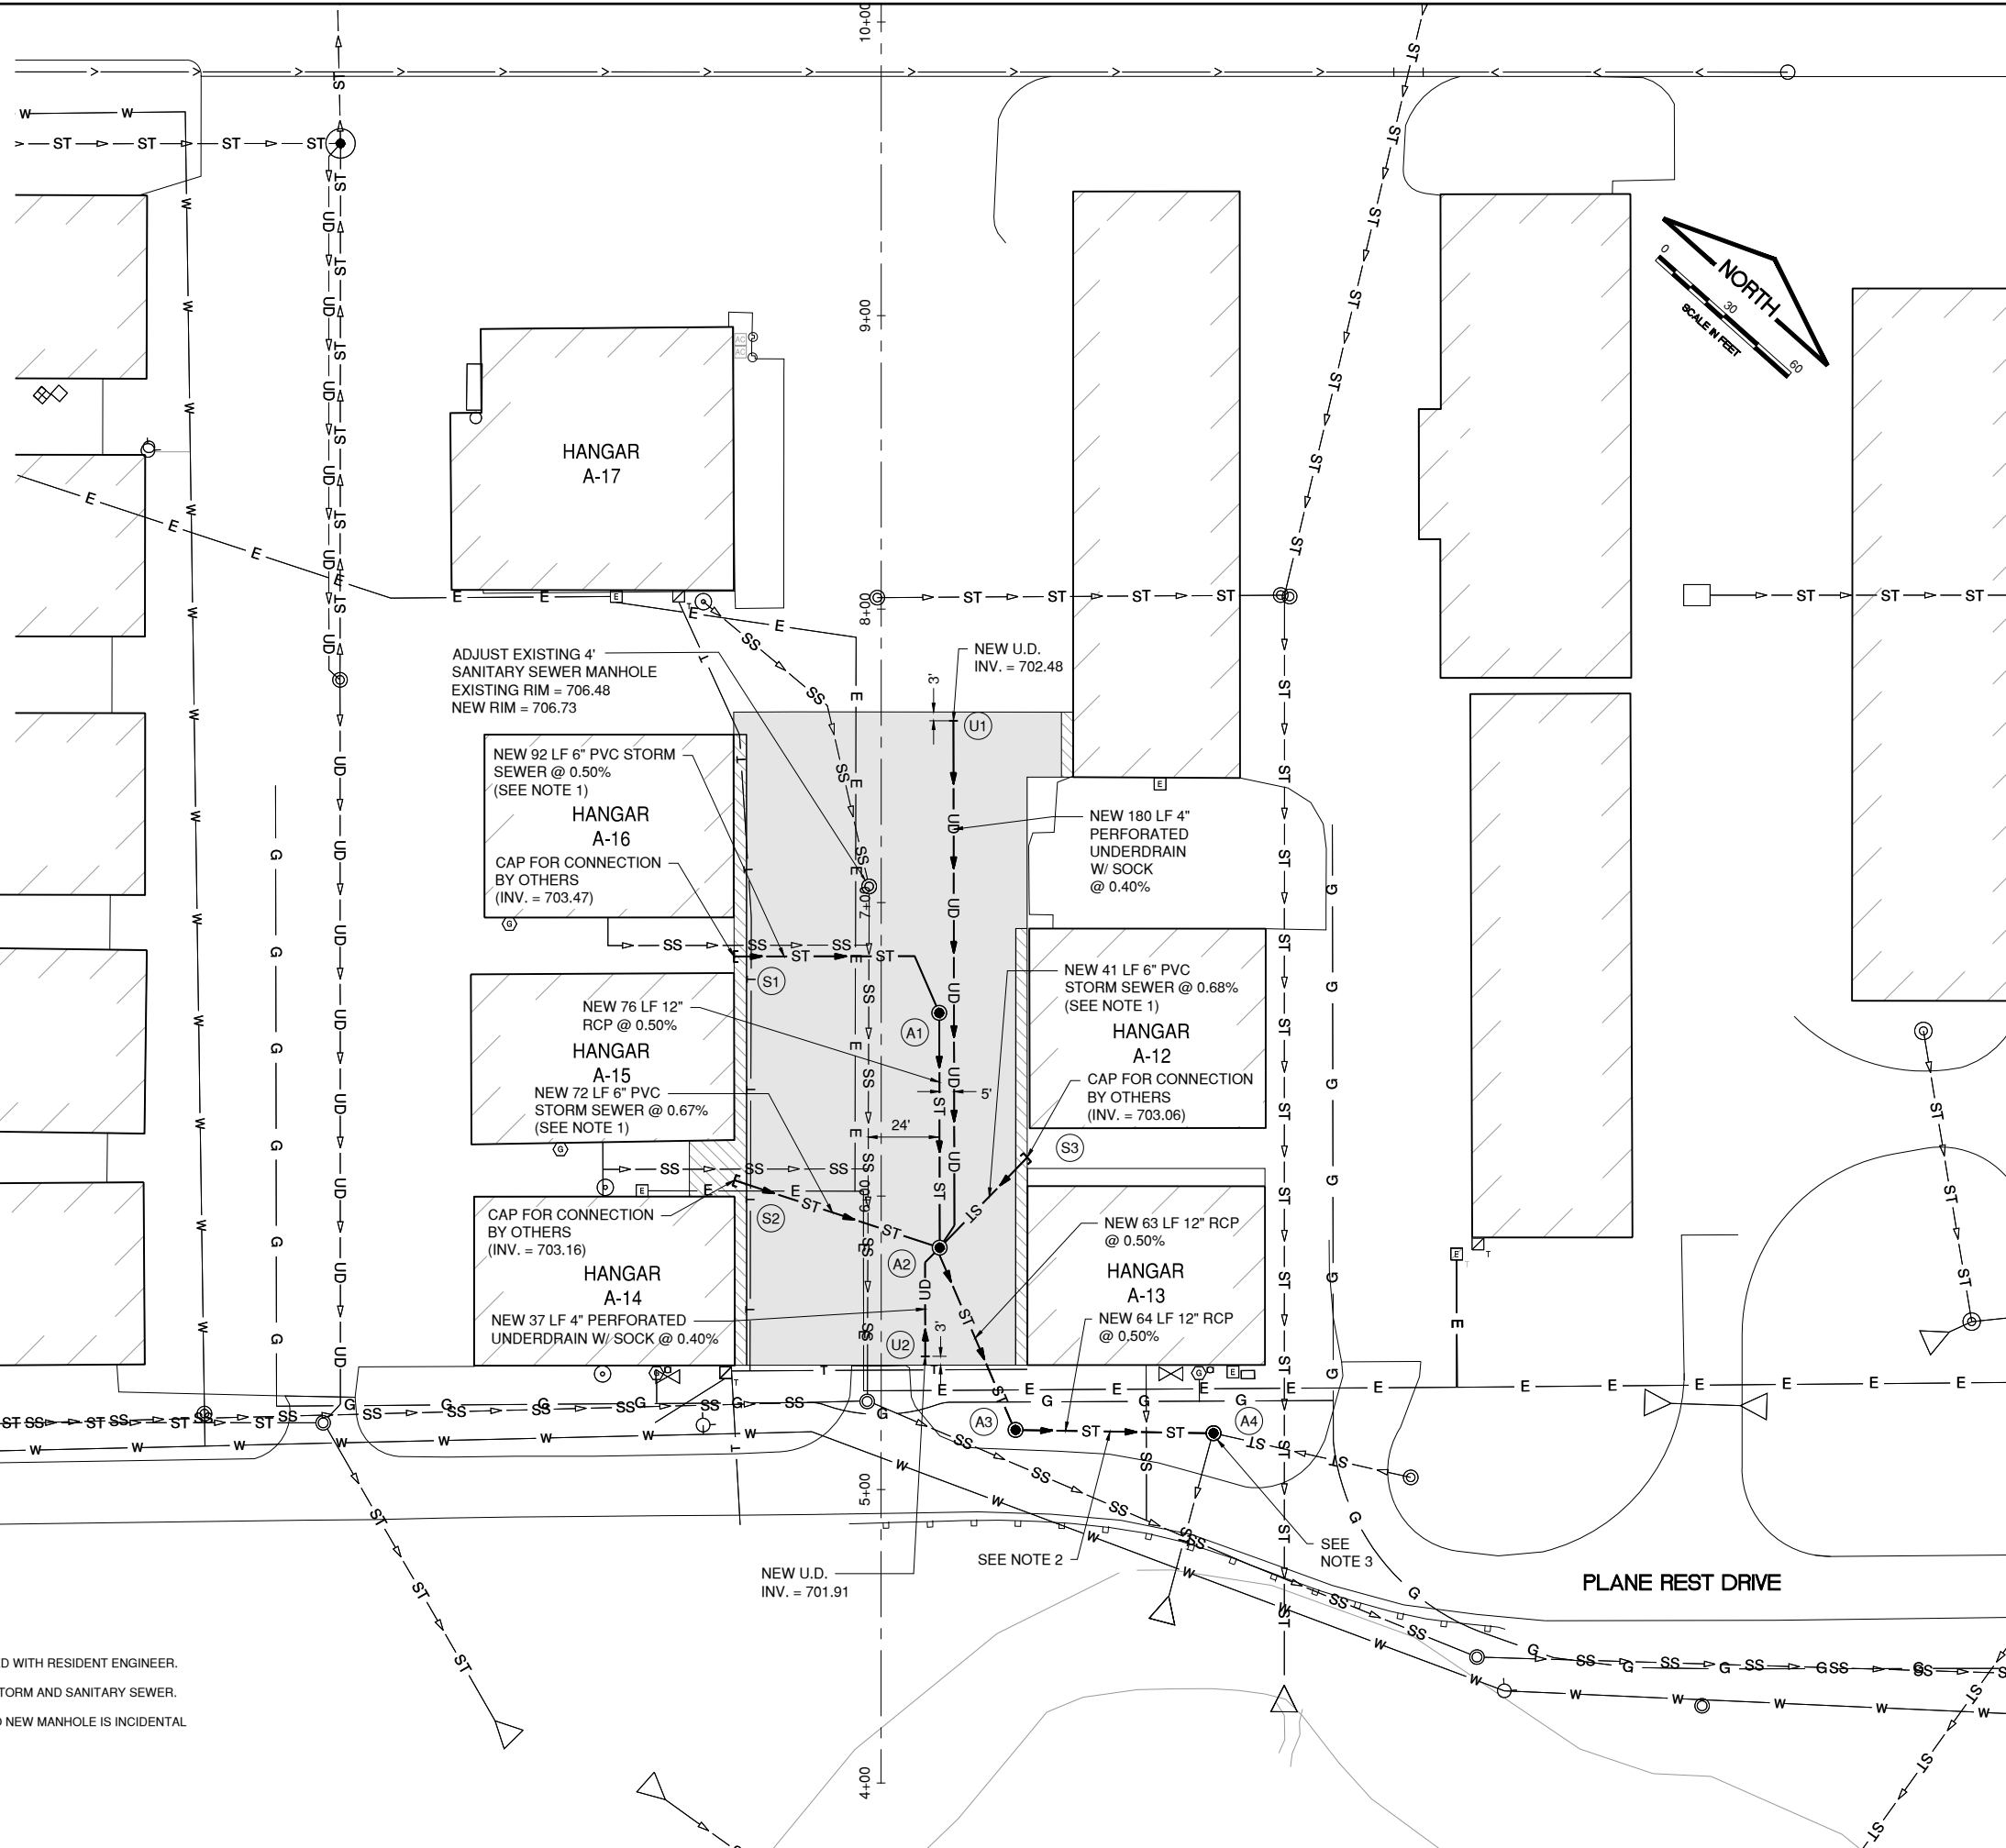 10+00
NORTH
0
30
60
SCALE IN FEET
9+00
HANGAR
A-17
8+00
ADJUST EXISTING 4'
SANITARY SEWER MANHOLE
EXISTING RIM = 706.48
NEW RIM = 706.73
3'
NEW U.D.
INV. = 702.48
U1
NEW 92 LF 6" PVC STORM
SEWER @ 0.50%
(SEE NOTE 1)
HANGAR
A-16
CAP FOR CONNECTION
BY OTHERS
(INV. = 703.47)
NEW 180 LF 4"
PERFORATED
UNDERDRAIN
W/ SOCK
@ 0.40%
7+00
S1
NEW 76 LF 12"
RCP @ 0.50%
A1
NEW 41 LF 6" PVC
STORM SEWER @ 0.68%
(SEE NOTE 1)
HANGAR
A-12
CAP FOR CONNECTION
BY OTHERS
(INV. = 703.06)
HANGAR
A-15
NEW 72 LF 6" PVC
STORM SEWER @ 0.67%
(SEE NOTE 1)
5'
24'
S3
6+00
S2
CAP FOR CONNECTION
BY OTHERS
(INV. = 703.16)
HANGAR
A-14
NEW 37 LF 4" PERFORATED
UNDERDRAIN W/ SOCK @ 0.40%
A2
U2
3'
NEW 63 LF 12" RCP
@ 0.50%
HANGAR
A-13
NEW 64 LF 12" RCP
@ 0.50%
A3
A4
5+00
SEE NOTE 2
SEE
NOTE 3
NEW U.D.
INV. = 701.91
PLANE REST DRIVE
D WITH RESIDENT ENGINEER.
TORM AND SANITARY SEWER.
NEW MANHOLE IS INCIDENTAL
4+00